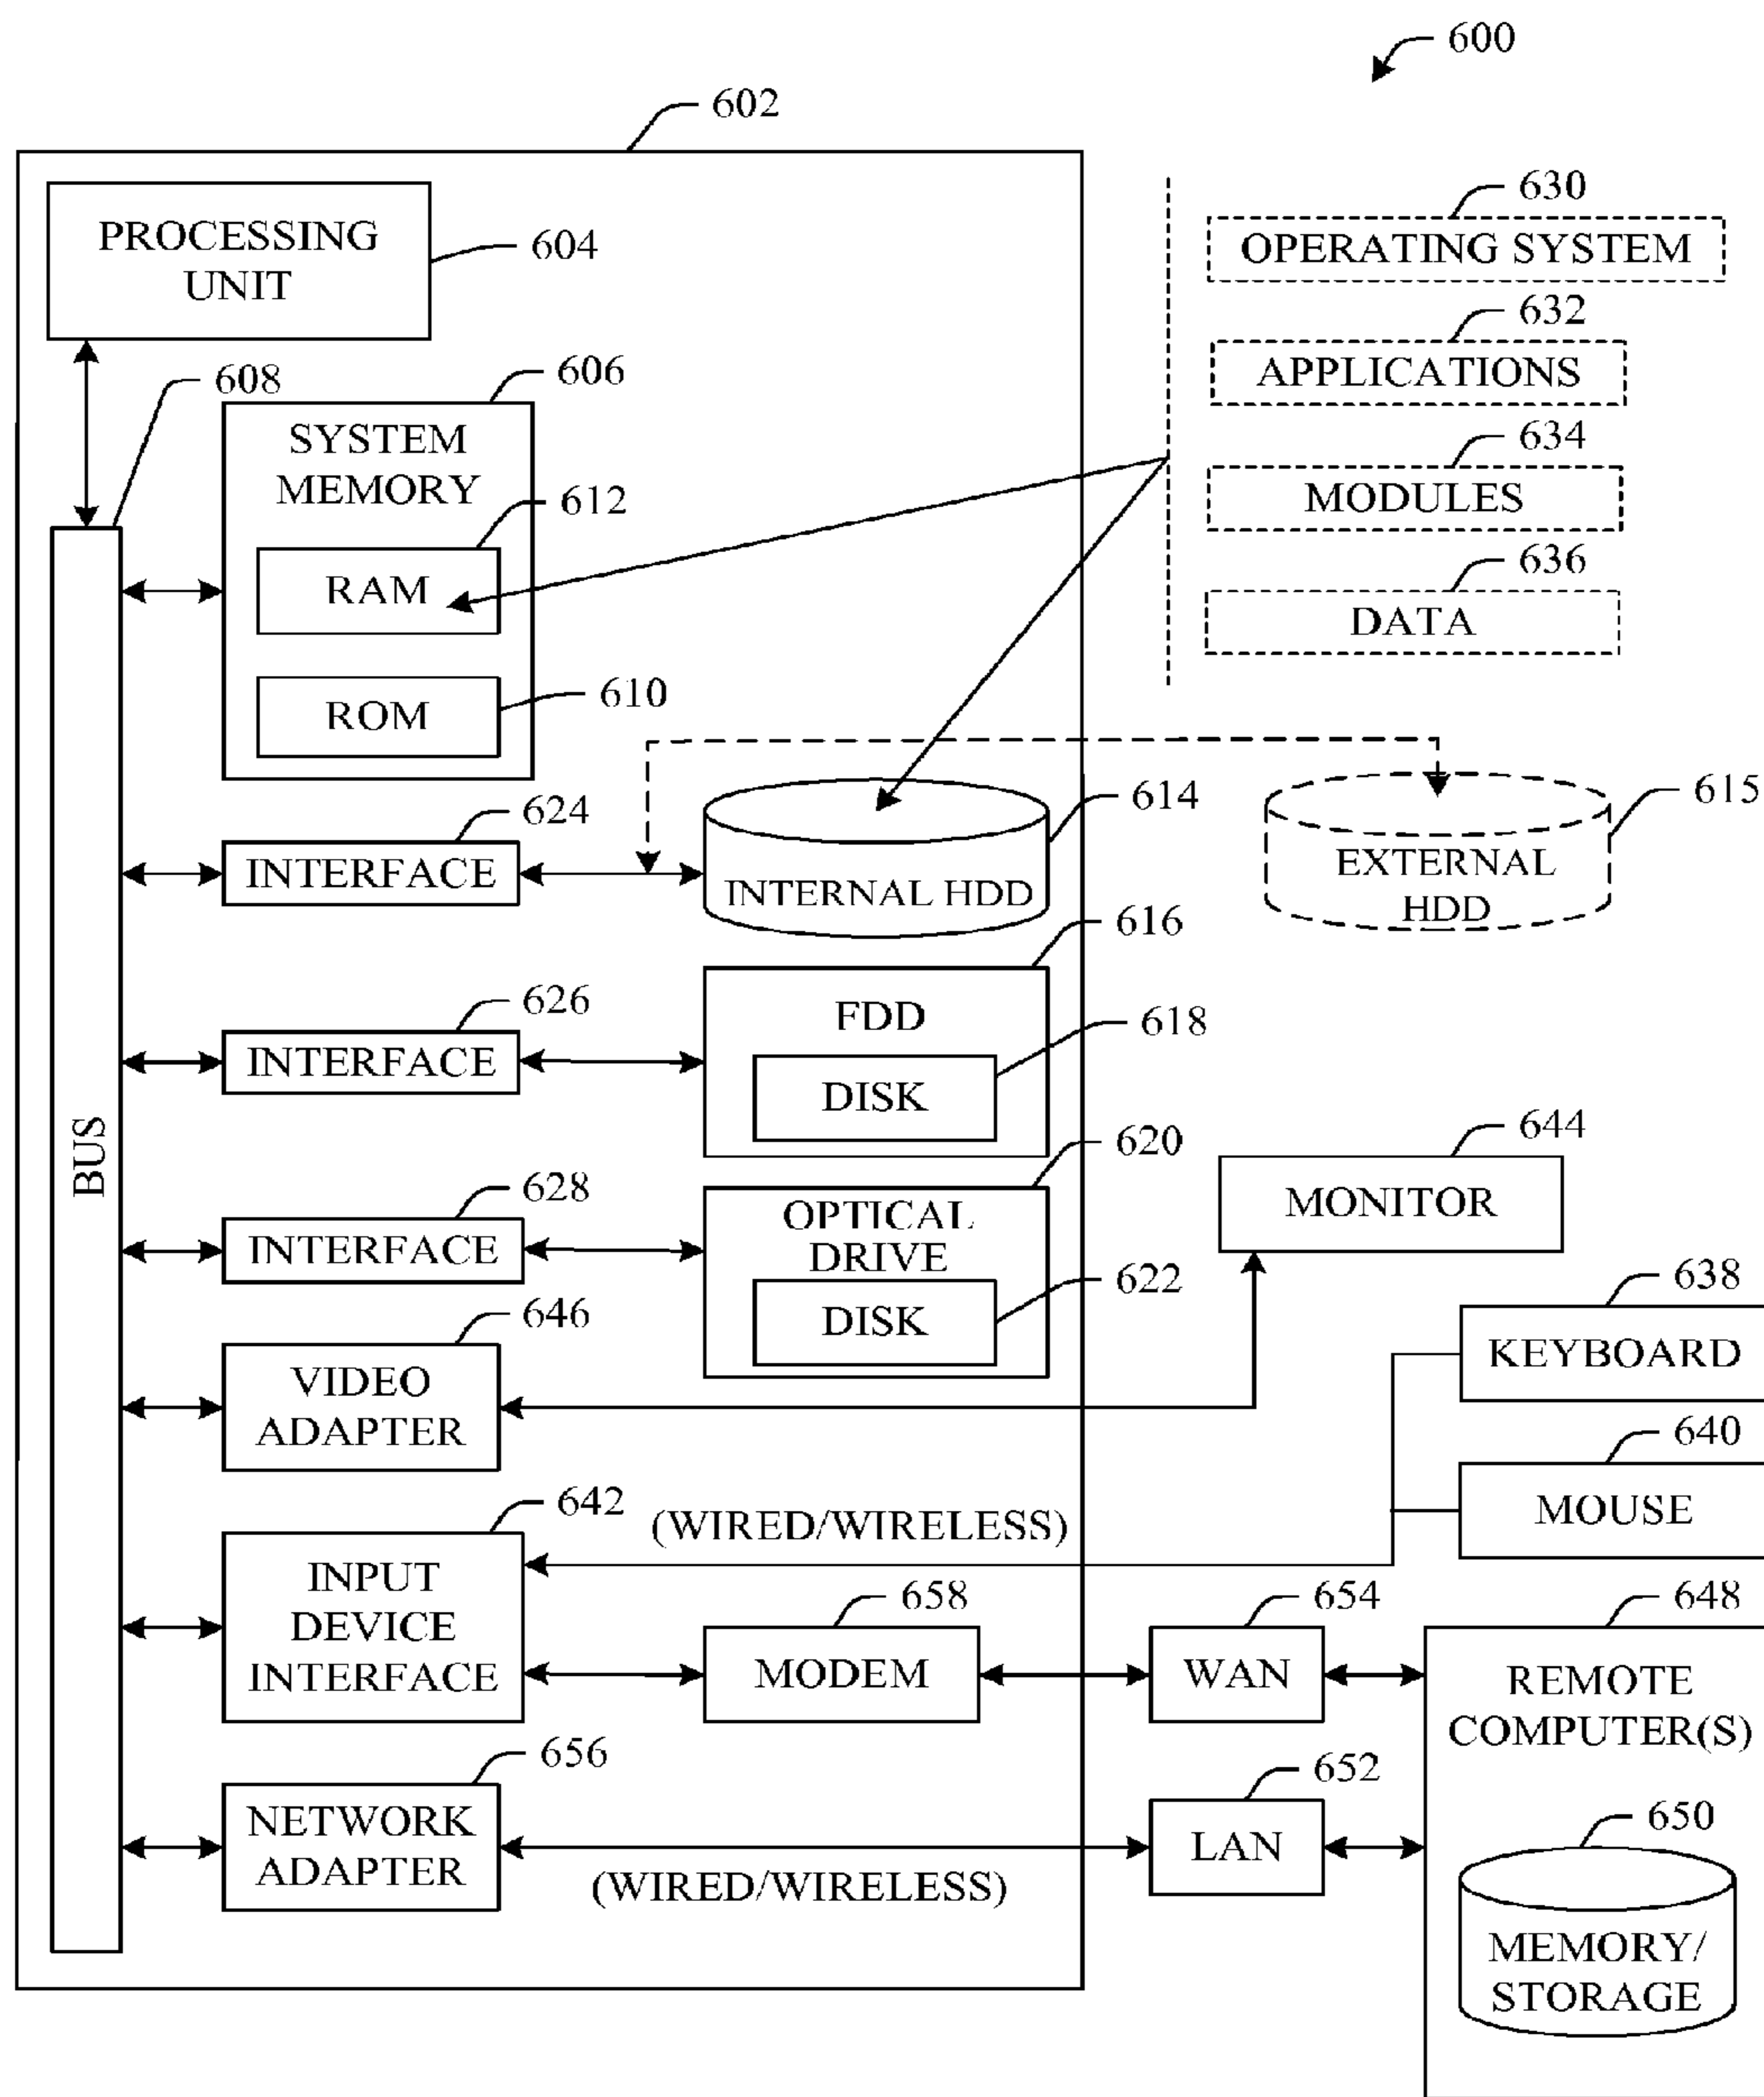 600
602
PROCESSING
UNIT
604
608
606
SYSTEM
MEMORY
612
RAM
610
ROM
630
OPERATING SYSTEM
632
APPLICATIONS
634
MODULES
636
DATA
BUS
624
INTERFACE
614
INTERNAL HDD
615
EXTERNAL
HDD
626
INTERFACE
616
FDD
618
DISK
628
INTERFACE
620
OPTICAL
DRIVE
622
DISK
644
MONITOR
646
VIDEO
ADAPTER
638
KEYBOARD
640
MOUSE
642
INPUT
DEVICE
INTERFACE
(WIRED/WIRELESS)
658
MODEM
654
WAN
648
REMOTE
COMPUTER(S)
656
NETWORK
ADAPTER
(WIRED/WIRELESS)
652
LAN
650
MEMORY/
STORAGE